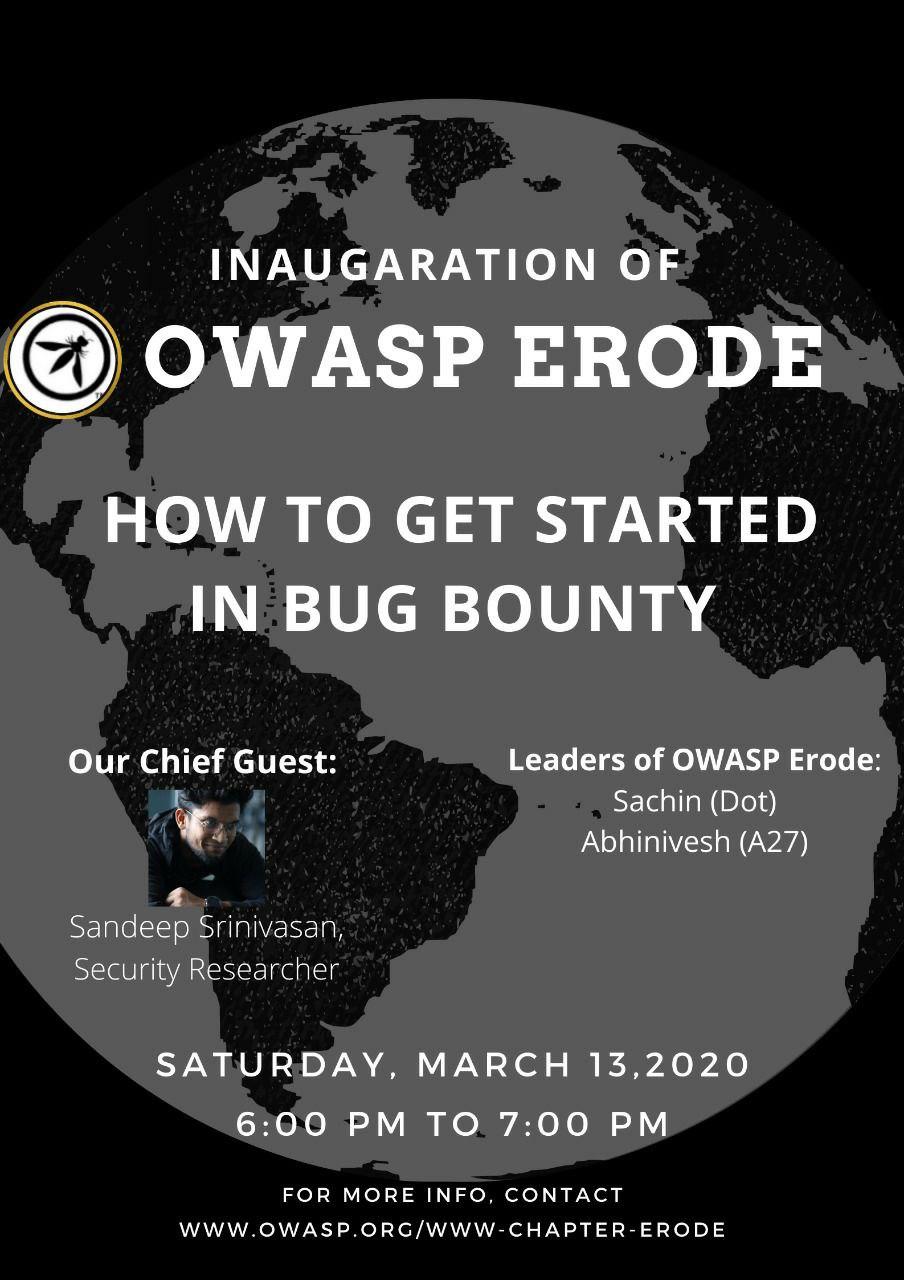 INAUGARATION OF
OWASP ERODE
HOW TO GET STARTED
IN BUG BOUNTY
Our Chief Guest:
Sandeep Srinivasan,
Security Researcher
Leaders of OWASP Erode:
Sachin (Dot)
Abhinivesh (A27)
SATURDAY, MARCH 13,2020
6:00 PM TO 7:00 PM
FOR MORE INFO, CONTACT
WWW.OWASP.ORG/WWW-CHAPTER-ERODE